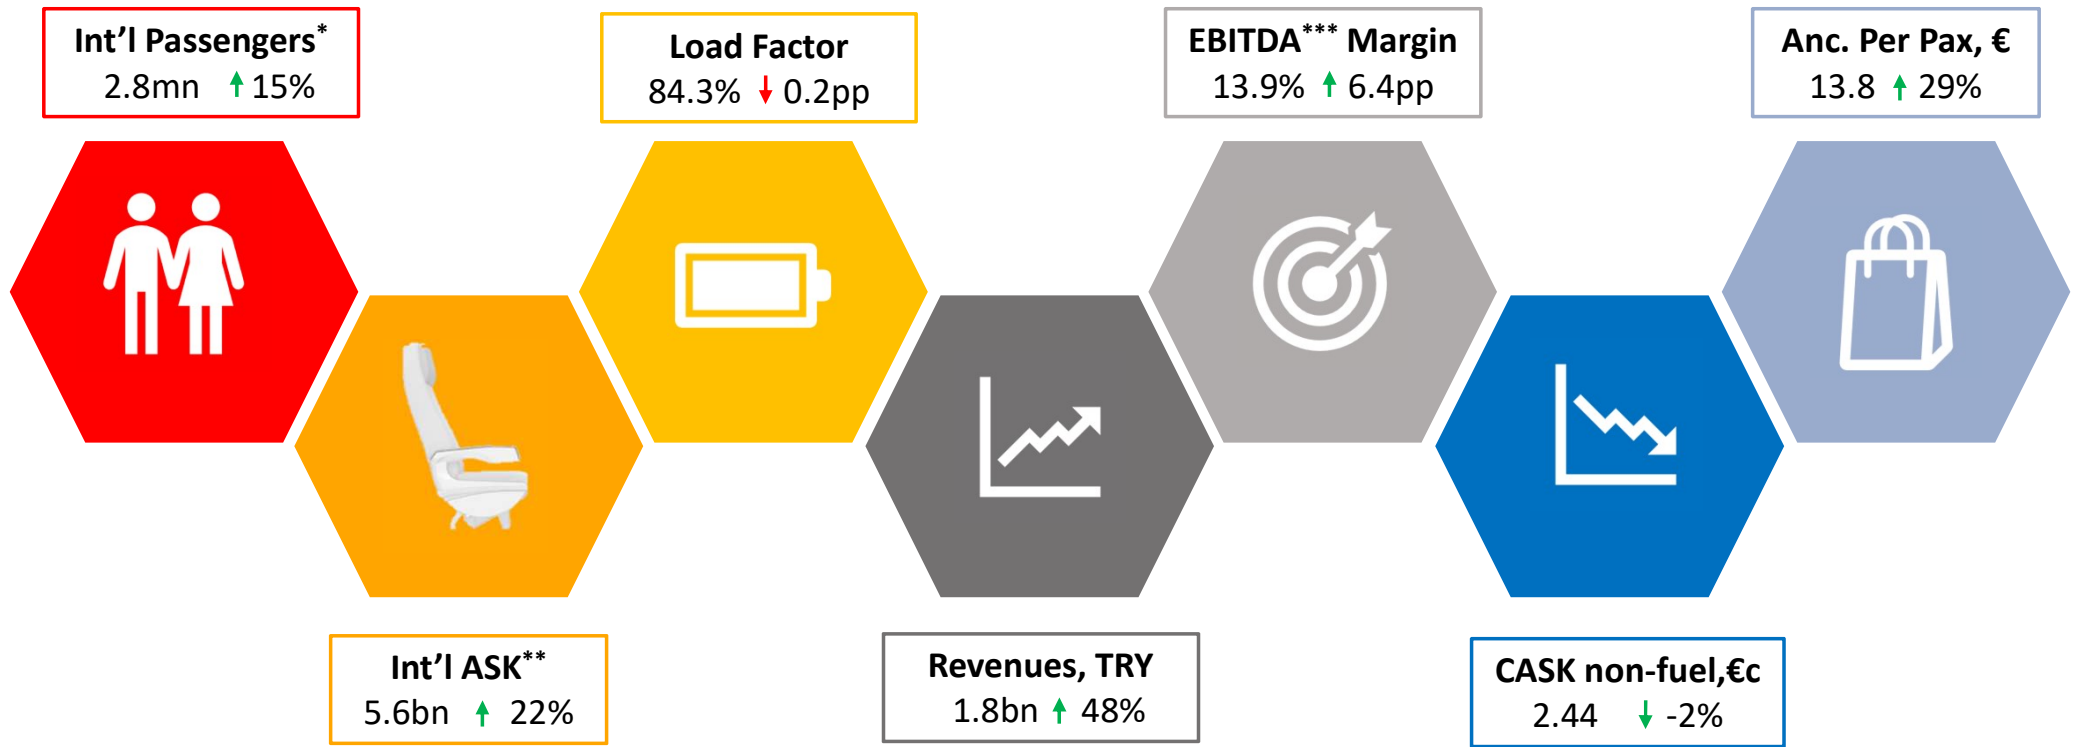 Int'l Passengers*
2.8mn ↑ 15%
Load Factor
84.3% ↓ 0.2pp
EBITDA*** Margin
13.9% ↑ 6.4pp
Anc. Per Pax, €
13.8 ↑ 29%
Int'l ASK**
5.6bn ↑ 22%
Revenues, TRY
1.8bn ↑ 48%
CASK non-fuel,€c
2.44 ↓ -2%